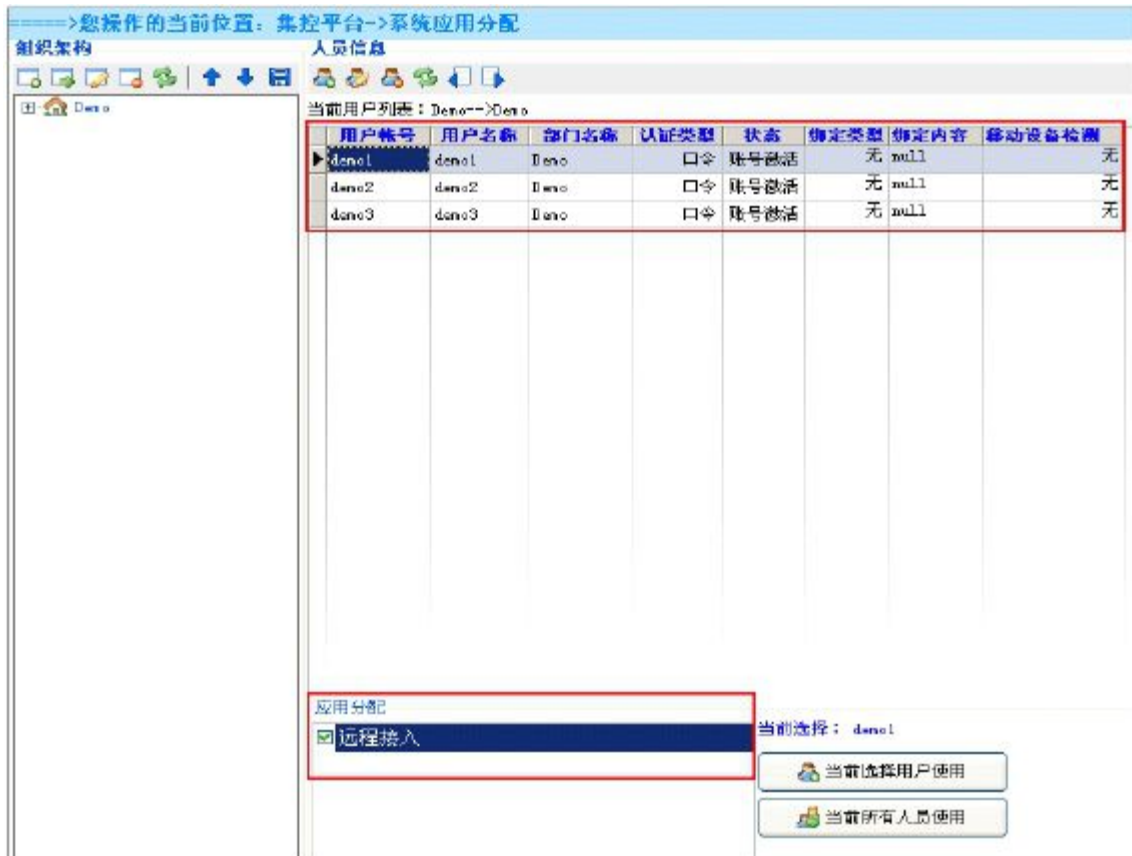 =====>您操作的当前位置：集控平台->系统应用分配
组织架构
人员信息
Demo
当前用户列表：Demo-->Demo
用户帐号 用户名称 部门名称 认证类型 状态 绑定类型 绑定内容 移动设备检测
demo1 demo1 Demo 口令 账号激活 无 null 无
demo2 demo2 Demo 口令 账号激活 无 null 无
demo3 demo3 Demo 口令 账号激活 无 null 无
应用分配
远程接入
当前选择：demo1
当前选择用户使用
当前所有人员使用